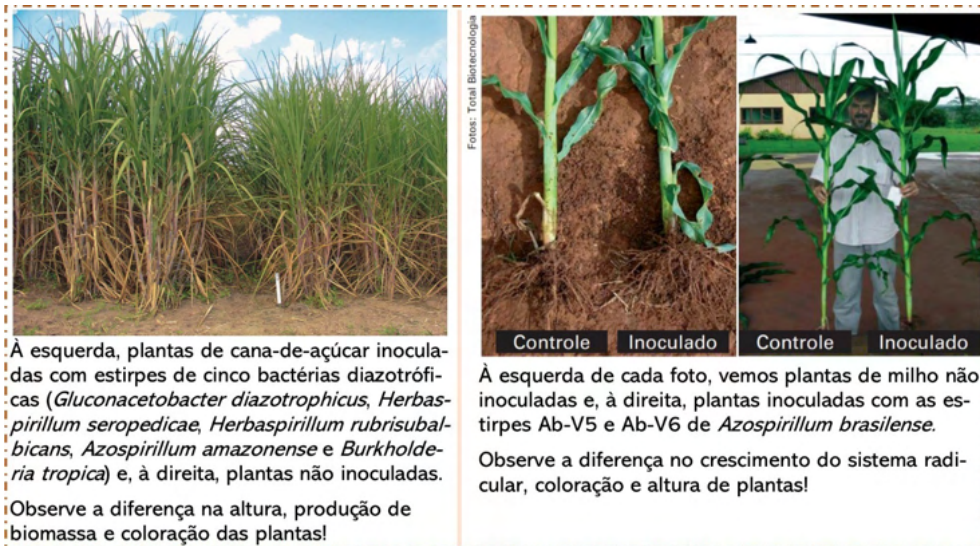 À esquerda, plantas de cana-de-açúcar inocula-
das com estirpes de cinco bactérias diazotrófi-
cas (Gluconacetobacter diazotrophicus, Herbas-
pirillum seropedicae, Herbaspirillum rubrisubal-
bicans, Azospirillum amazonense e Burkholde-
ria tropica) e, à direita, plantas não inoculadas.
Observe a diferença na altura, produção de
biomassa e coloração das plantas!
Fotos: Total Biotecnologia
Controle
Inoculado
Controle
Inoculado
À esquerda de cada foto, vemos plantas de milho não
inoculadas e, à direita, plantas inoculadas com as es-
tirpes Ab-V5 e Ab-V6 de Azospirillum brasilense.
Observe a diferença no crescimento do sistema radi-
cular, coloração e altura de plantas!